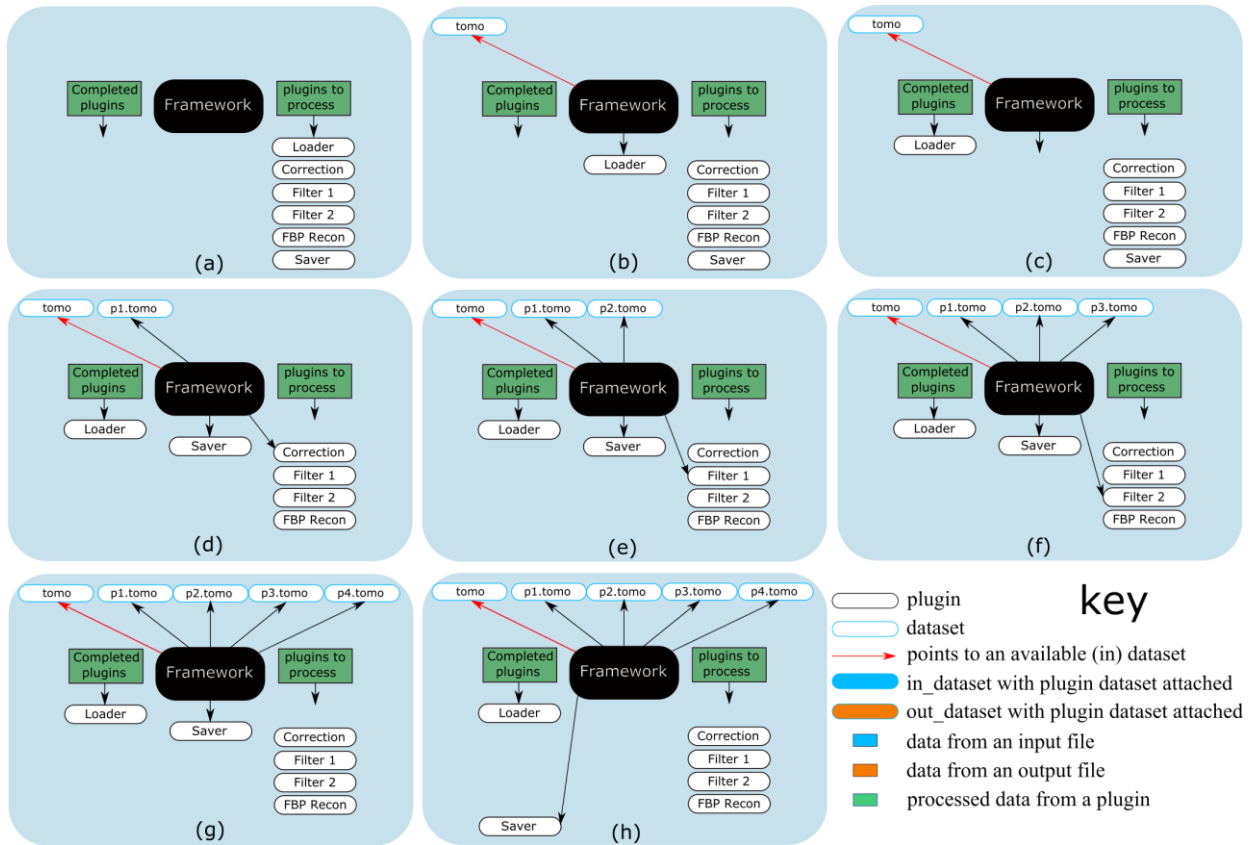 tomo
Completed
plugins
Framework
plugins to
process
Loader
Correction
Filter 1
Filter 2
FBP Recon
Saver
(a)
tomo
Completed
plugins
Framework
plugins to
process
Loader
Correction
Filter 1
Filter 2
FBP Recon
Saver
(b)
Completed
plugins
Framework
plugins to
process
Loader
Correction
Filter 1
Filter 2
FBP Recon
Saver
(c)
tomo
p1.tomo
Completed
plugins
Framework
plugins to
process
Loader
Saver
Correction
Filter 1
Filter 2
FBP Recon
(d)
tomo
p1.tomo
p2.tomo
Completed
plugins
Framework
plugins to
process
Loader
Saver
Correction
Filter 1
Filter 2
FBP Recon
(e)
tomo
p1.tomo
p2.tomo
p3.tomo
Completed
plugins
Framework
plugins to
process
Loader
Saver
Correction
Filter 1
Filter 2
FBP Recon
(f)
tomo
p1.tomo
p2.tomo
p3.tomo
p4.tomo
Completed
plugins
Framework
plugins to
process
Loader
Saver
Correction
Filter 1
Filter 2
FBP Recon
(g)
tomo
p1.tomo
p2.tomo
p3.tomo
p4.tomo
Completed
plugins
Framework
plugins to
process
Loader
Correction
Filter 1
Filter 2
FBP Recon
Saver
(h)
key
plugin
dataset
points to an available (in) dataset
in_dataset with plugin dataset attached
out_dataset with plugin dataset attached
data from an input file
data from an output file
processed data from a plugin